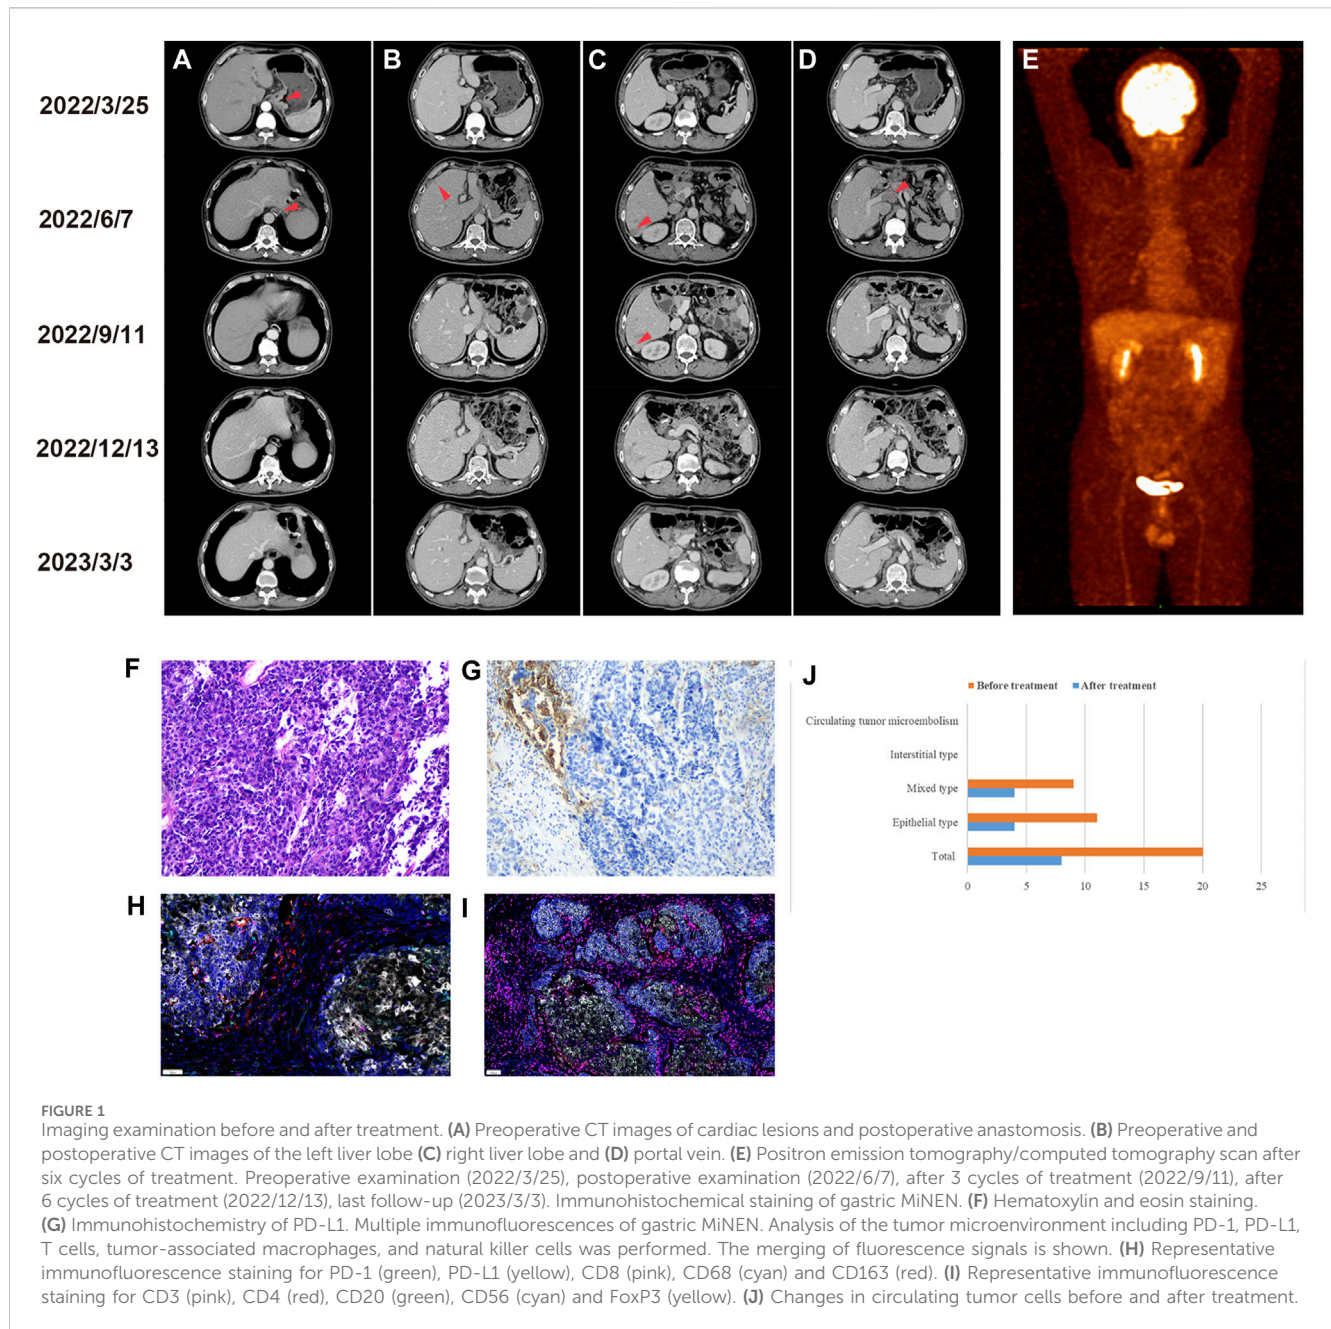 A B C D E
2022/3/25
2022/6/7
2022/9/11
2022/12/13
2023/3/3
F G J
Before treatment After treatment
Circulating tumor microembolism
Interstitial type
Mixed type
Epithelial type
Total
0 5 10 15 20 25
H I
FIGURE 1
Imaging examination before and after treatment. (A) Preoperative CT images of cardiac lesions and postoperative anastomosis. (B) Preoperative and
postoperative CT images of the left liver lobe (C) right liver lobe and (D) portal vein. (E) Positron emission tomography/computed tomography scan after
six cycles of treatment. Preoperative examination (2022/3/25), postoperative examination (2022/6/7), after 3 cycles of treatment (2022/9/11), after
6 cycles of treatment (2022/12/13), last follow-up (2023/3/3). Immunohistochemical staining of gastric MiNEN. (F) Hematoxylin and eosin staining.
(G) Immunohistochemistry of PD-L1. Multiple immunofluorescences of gastric MiNEN. Analysis of the tumor microenvironment including PD-1, PD-L1,
T cells, tumor-associated macrophages, and natural killer cells was performed. The merging of fluorescence signals is shown. (H) Representative
immunofluorescence staining for PD-1 (green), PD-L1 (yellow), CD8 (pink), CD68 (cyan) and CD163 (red). (I) Representative immunofluorescence
staining for CD3 (pink), CD4 (red), CD20 (green), CD56 (cyan) and FoxP3 (yellow). (J) Changes in circulating tumor cells before and after treatment.